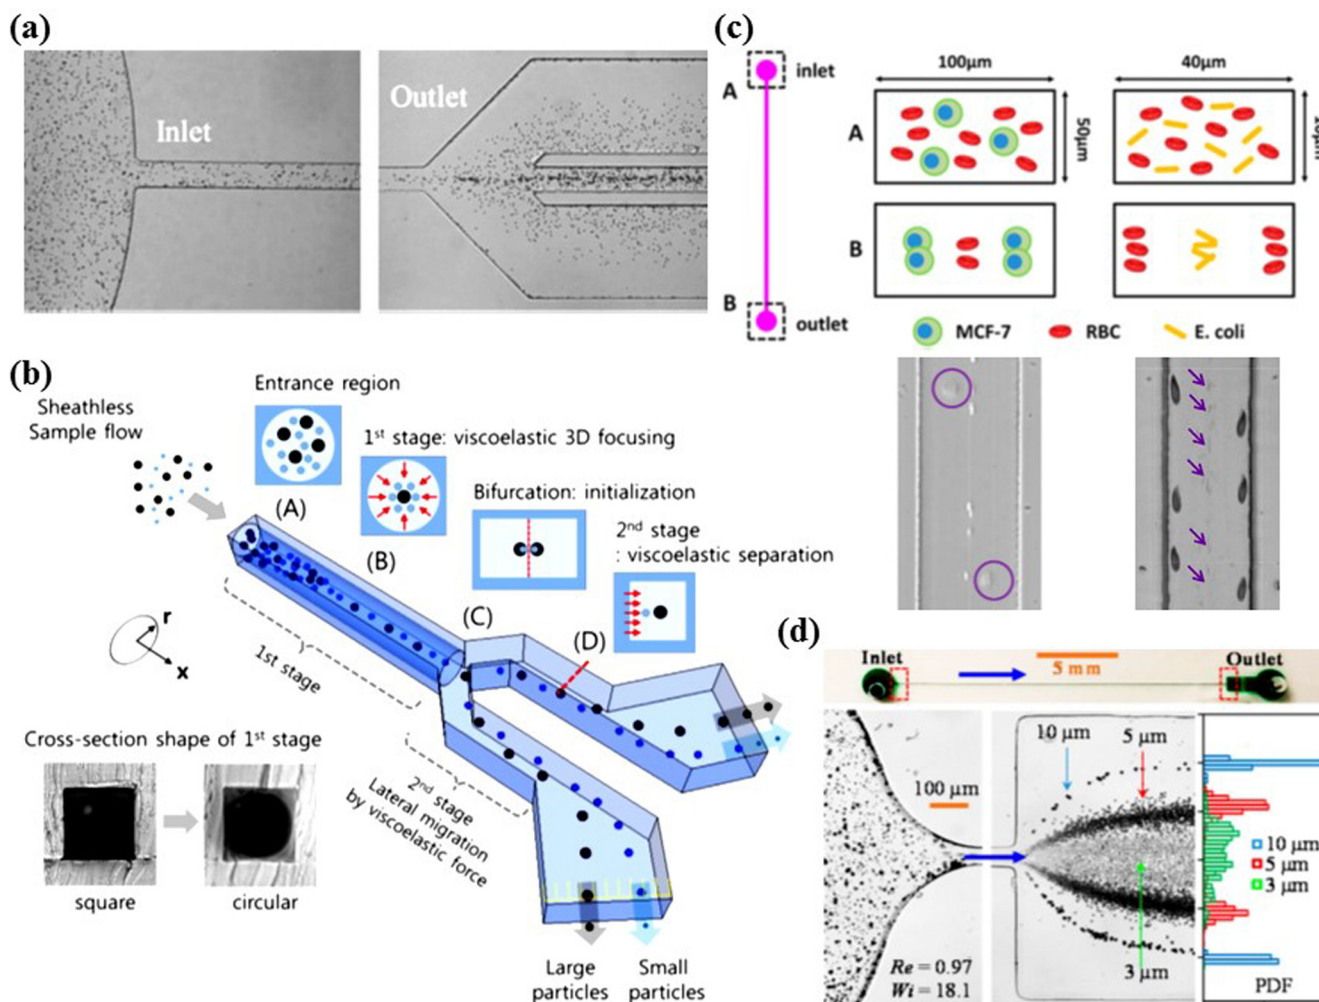 (a)
Inlet
Outlet
(b)
Sheathless
Sample flow
Entrance region
1st stage: viscoelastic 3D focusing
Bifurcation: initialization
2nd stage
: viscoelastic separation
(A)
(B)
(C)
(D)
r
x
1st stage
2nd stage
Lateral migration
by viscoelastic force
Cross-section shape of 1st stage
square
circular
Large
particles
Small
particles
(c)
A
inlet
B
outlet
100μm
40μm
A
50μm
B
MCF-7
RBC
E. coli
(d)
Inlet
5 mm
Outlet
100 μm
10 μm
5 μm
3 μm
Re = 0.97
Wi = 18.1
10 μm
5 μm
3 μm
PDF